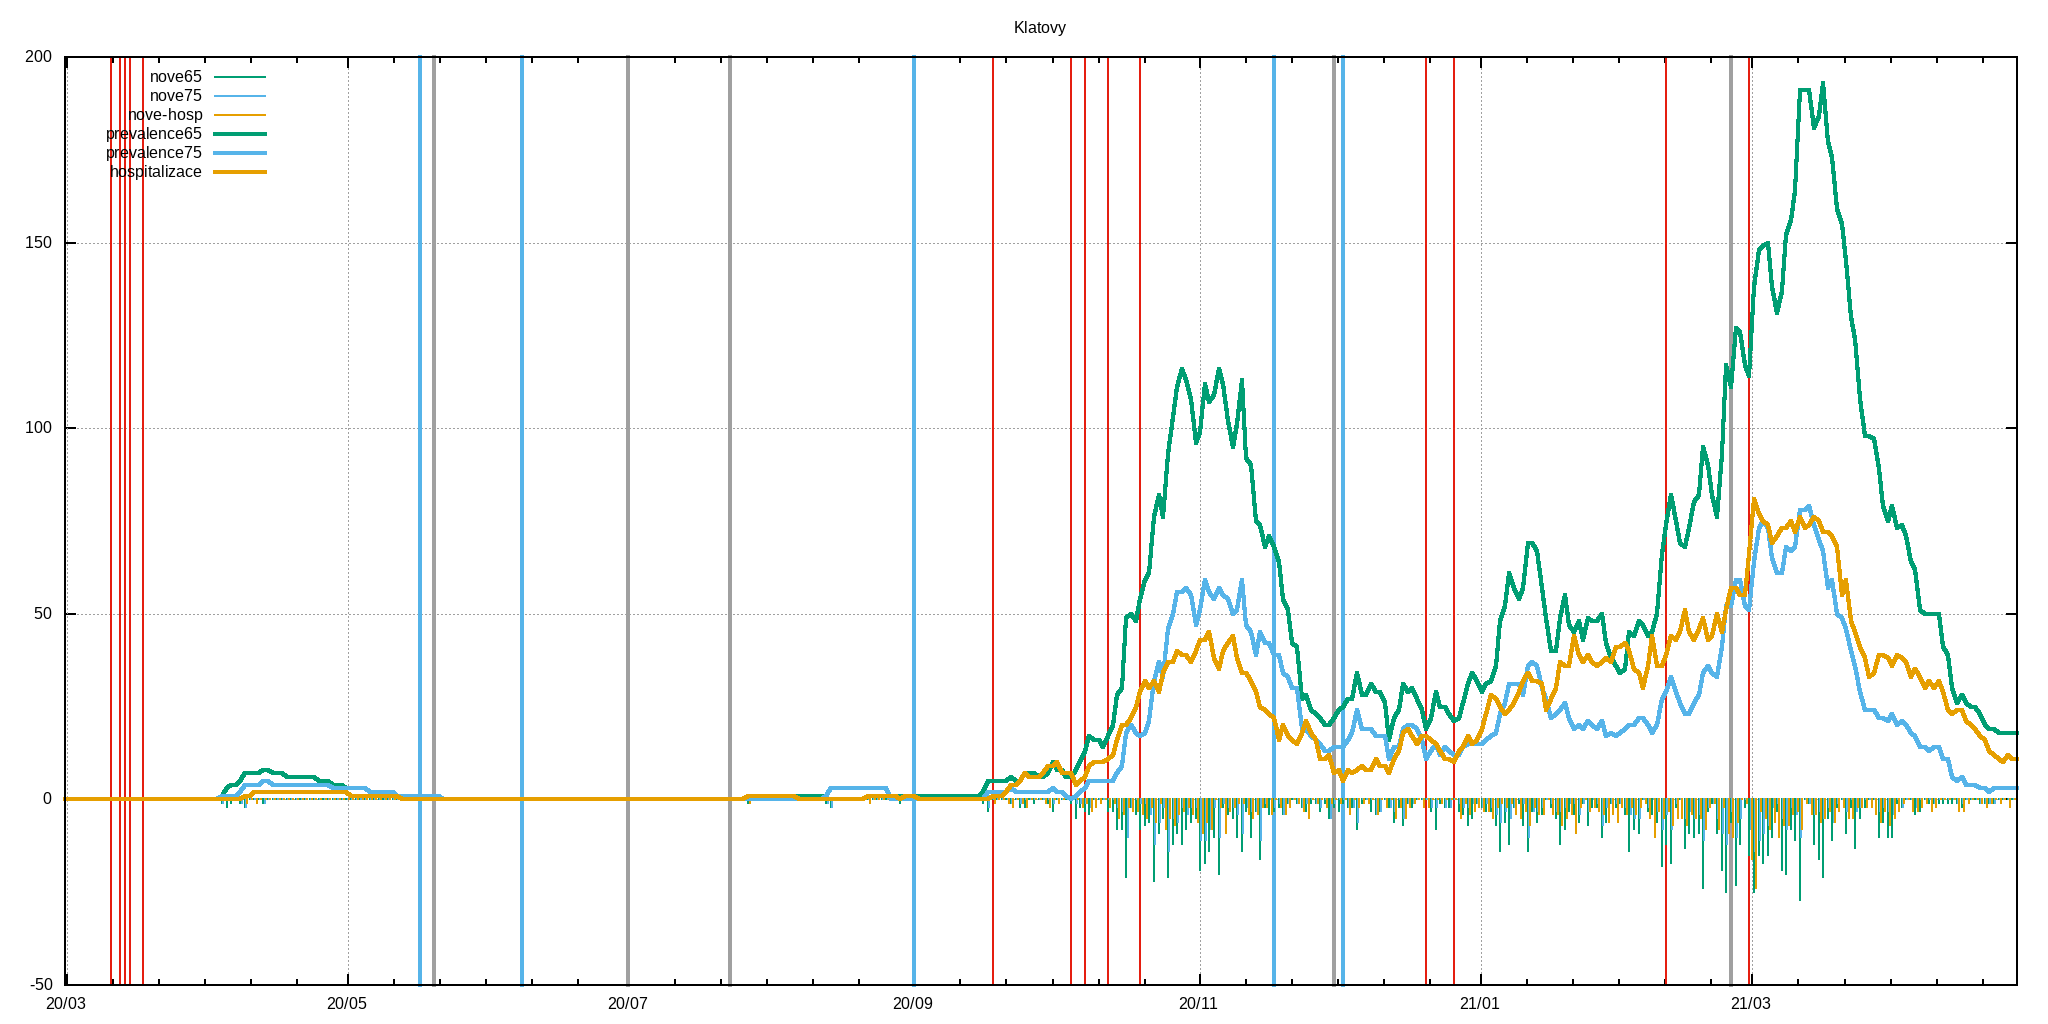 Klatovy
200
150
100
50
0
-50
nove65
nove75
nove-hosp
prevalence65
prevalence75
hospitalizace
20/03 20/05 20/07 20/09 20/11 21/01 21/03